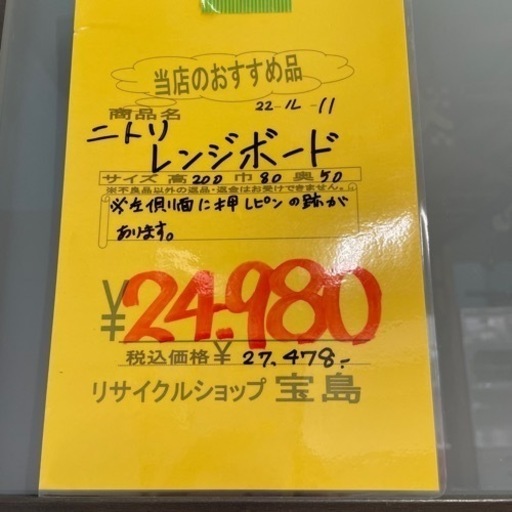 当店のおすすめ品
商品名 22-12-11
ニトリ
レンジボード
サイズ 高200 巾80 奥50
※不良品以外の返品・返金はお受けできません。
※左側面に押しピンの跡が
あります。
¥24.980
税込価格¥ 27,478-
リサイクルショップ 宝島